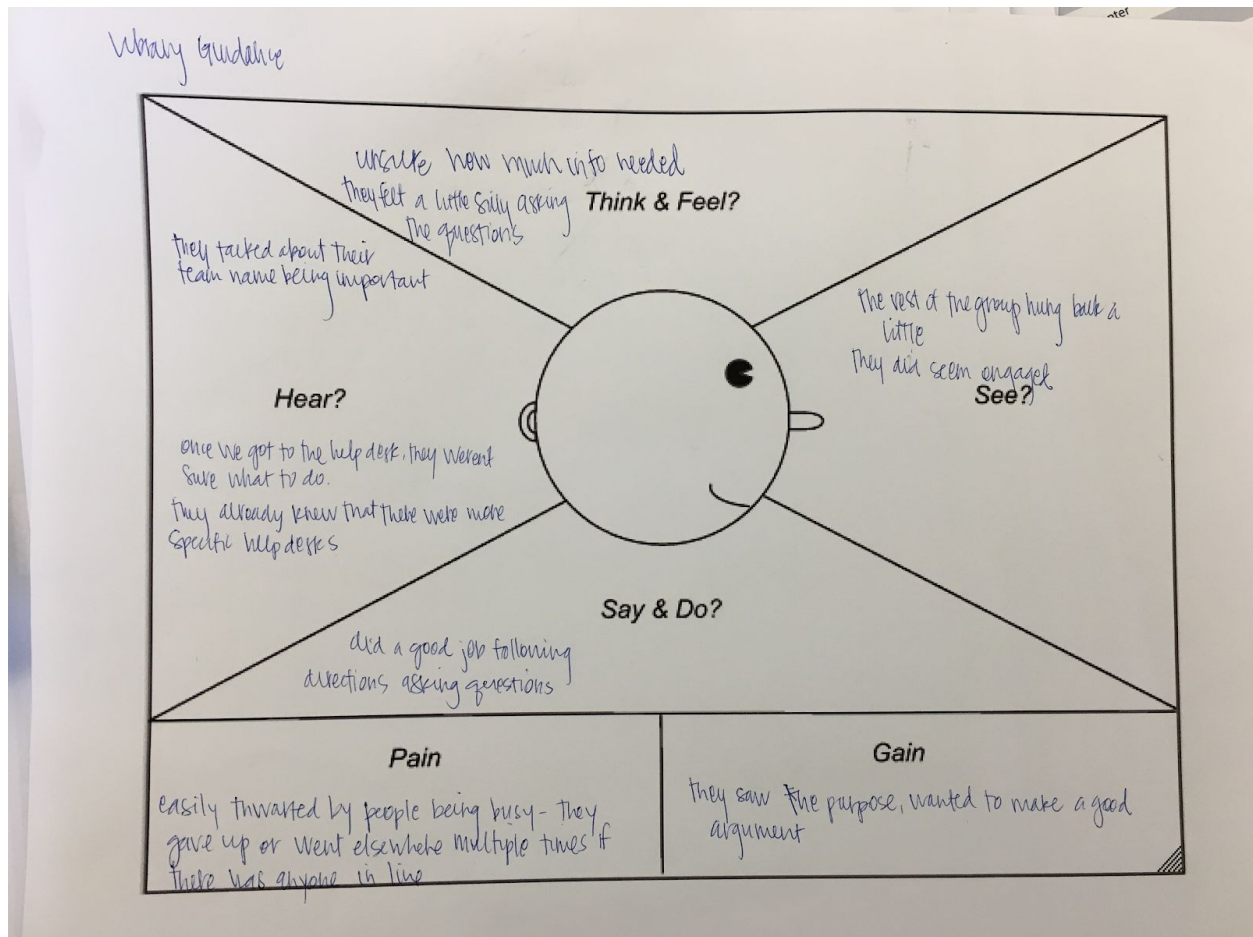 nter
Library Guidance
unsure how much info needed
they felt a little silly asking
the questions
Think & Feel?
they talked about their
team name being important
Hear?
once we got to the help desk, they weren't
sure what to do.
they already knew that there were more
specific help desks
the rest of the group hung back a
little
they did seem engaged
See?
Say & Do?
did a good job following
directions asking questions
Pain
easily thwarted by people being busy - they
gave up or went elsewhere multiple times if
there was anyone in line
Gain
they saw the purpose, wanted to make a good
argument